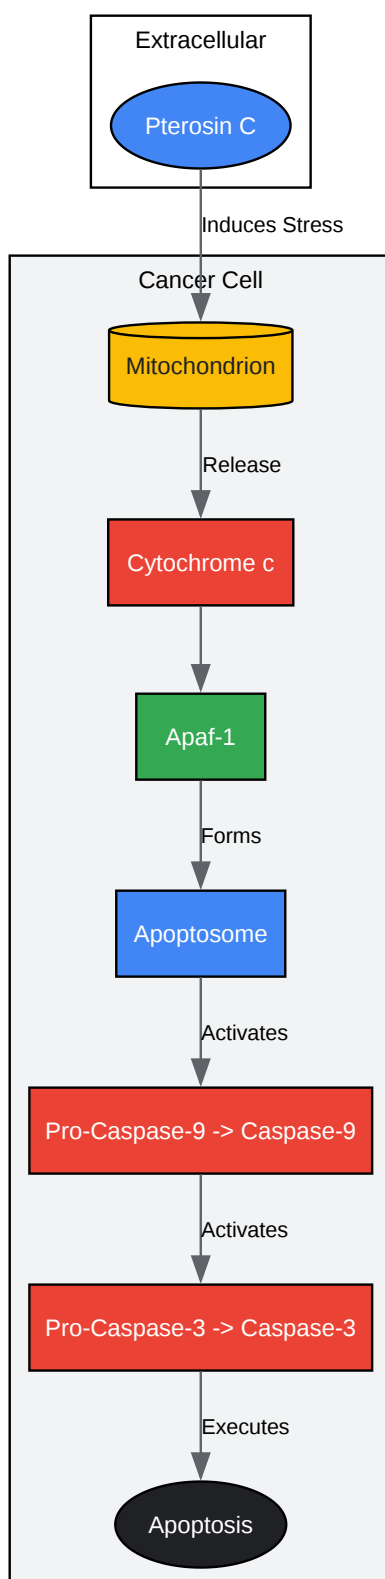 Extracellular
Pterosin C
Induces Stress
Cancer Cell
Mitochondrion
Release
Cytochrome c
Apaf-1
Forms
Apoptosome
Activates
Pro-Caspase-9 -> Caspase-9
Activates
Pro-Caspase-3 -> Caspase-3
Executes
Apoptosis